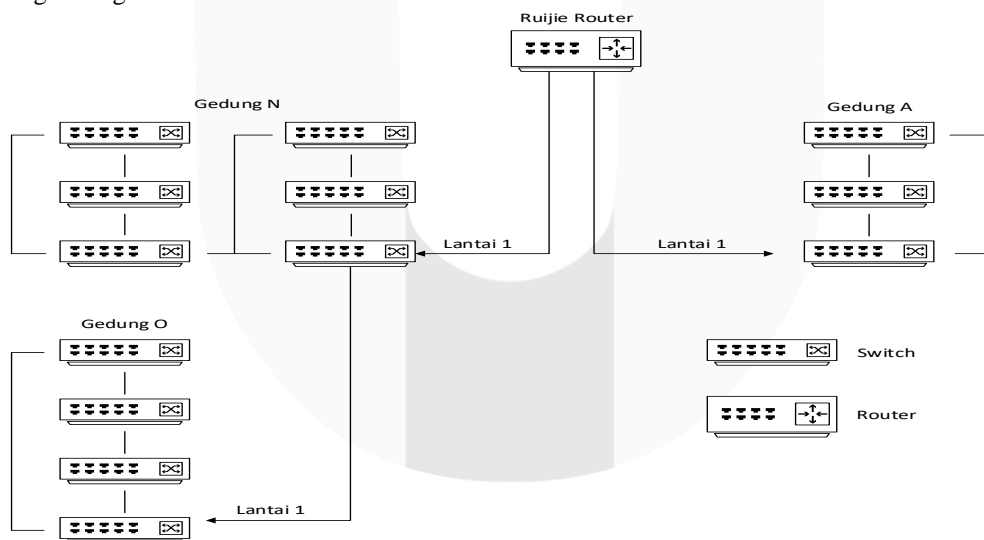 Ruijie Router
Gedung N
Gedung A
Lantai 1
Lantai 1
Gedung O
Switch
Router
Lantai 1